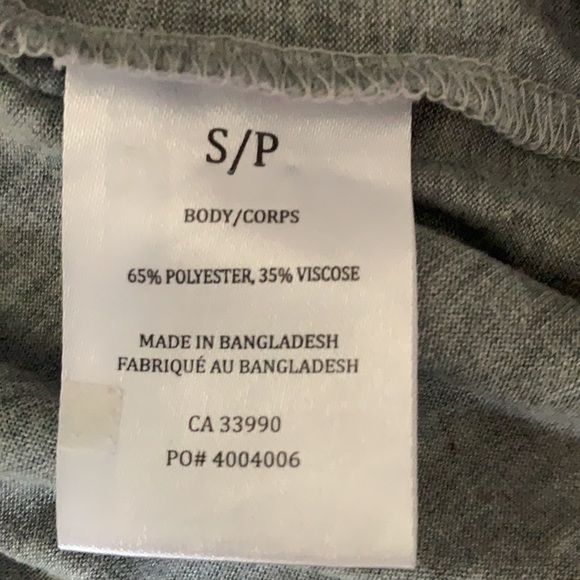 S/P
BODY/CORPS
65% POLYESTER, 35% VISCOSE
MADE IN BANGLADESH
FABRIQUÉ AU BANGLADESH
CA 33990
PO# 4004006